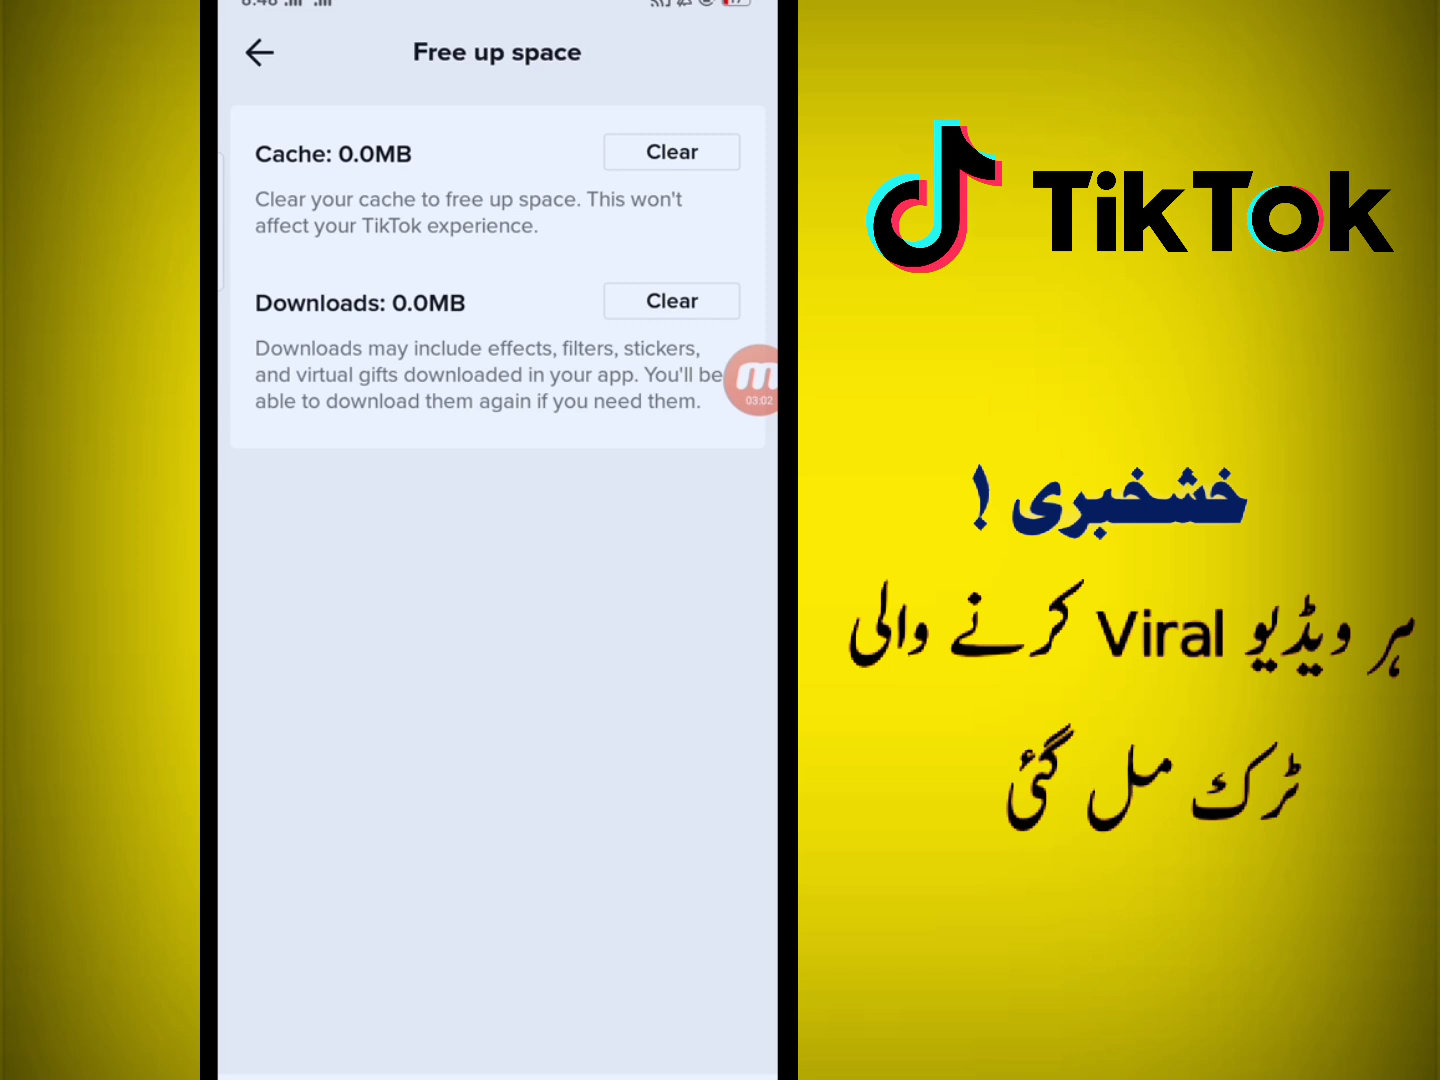 Free up space
Cache: 0.0MB
Clear
Clear your cache to free up space. This won't
affect your TikTok experience.
Downloads: 0.0MB
Clear
Downloads may include effects, filters, stickers,
and virtual gifts downloaded in your app. You'll be
able to download them again if you need them.
03:02
TikTok
خشخبری !
ہر ویڈیو Viral کرنے والی
ٹرک مل گئی